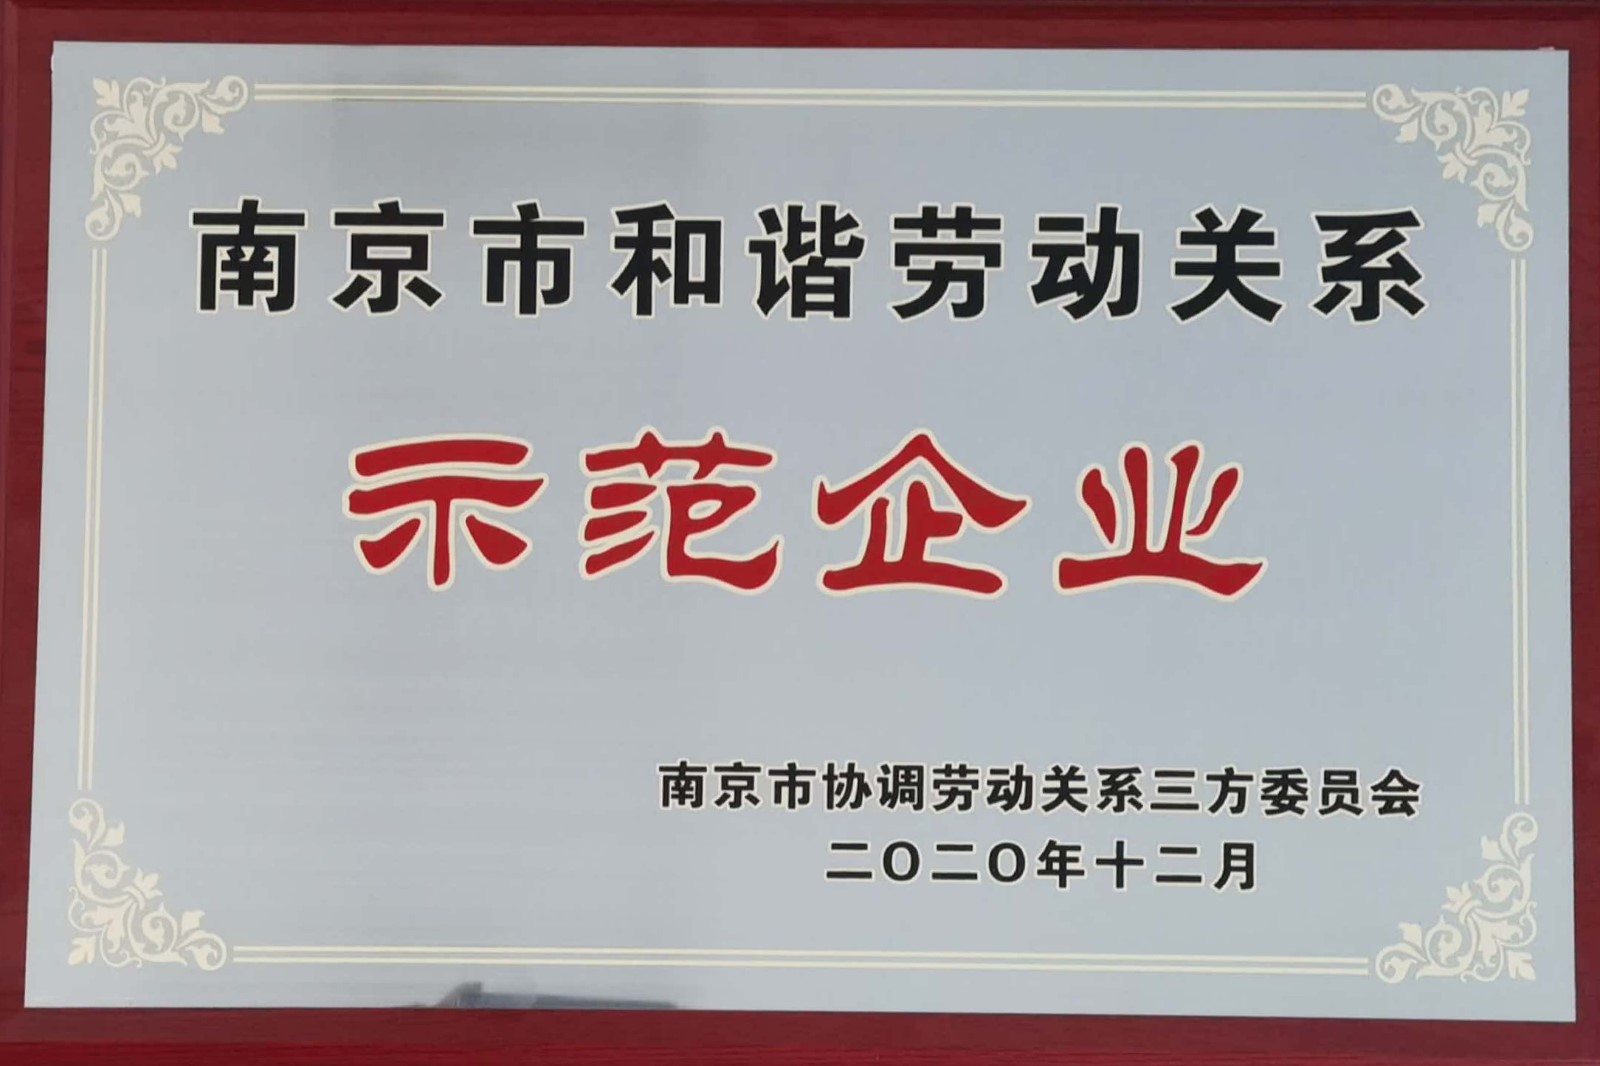 南京市和谐劳动关系
示范企业
南京市协调劳动关系三方委员会
二〇二〇年十二月